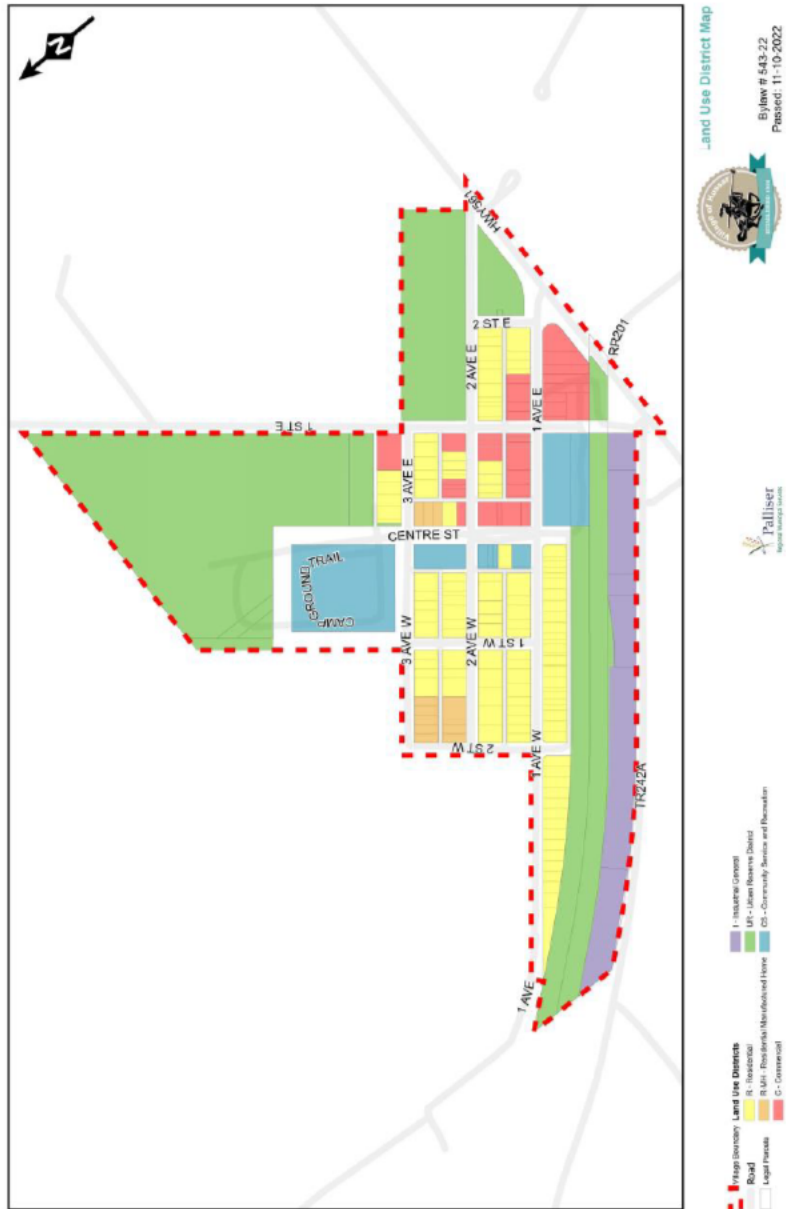 N
Land Use District Map
Bylaw # 543-22
Passed: 11-10-2022
HWY561
2 ST E
2 AVE E
1 AVE E
RR201
1 ST E
3 AVE E
CENTRE ST
CAMP GROUND TRAIL
3 AVE W
2 AVE W
1 ST W
2 ST W
1 AVE W
TR242A
1 AVE
Palliser
Village Boundary
Road
Legal Parcels
Land Use Districts
R - Residential
R-MH - Residential Manufactured Home
C - Commercial
I - Industrial General
UR - Urban Reserve District
CS - Community Service and Recreation